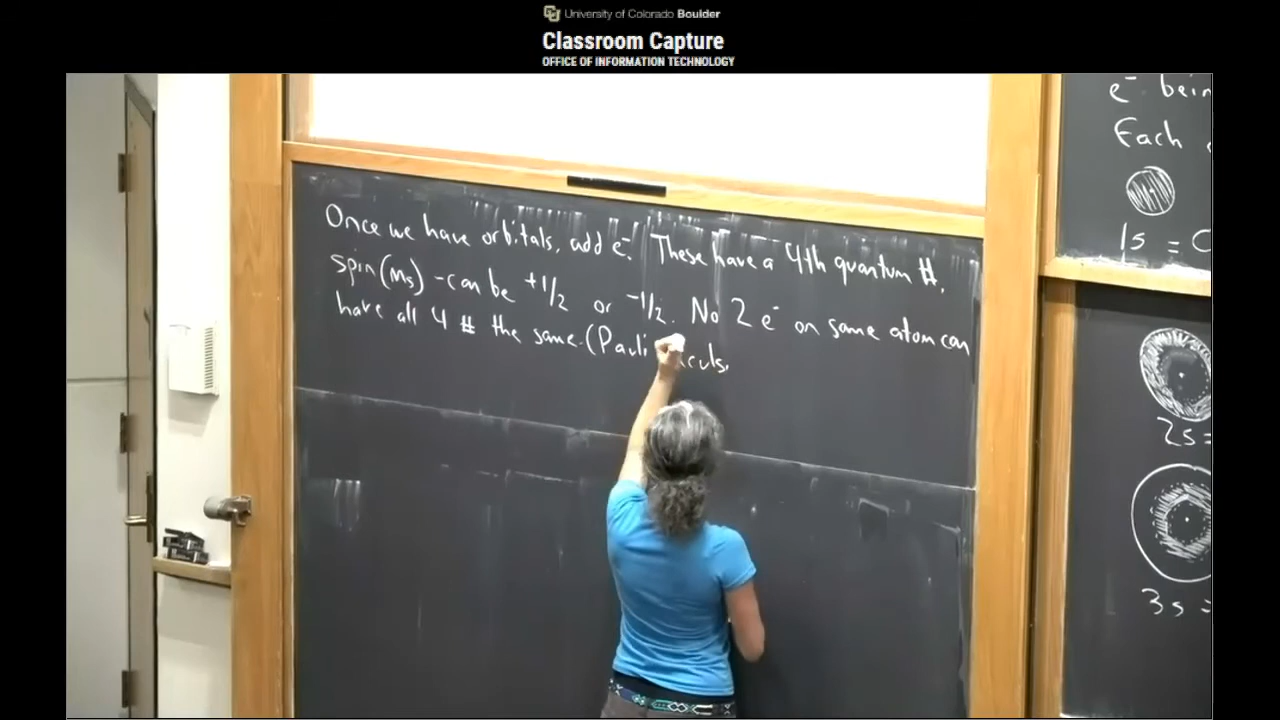 University of Colorado Boulder
Classroom Capture
OFFICE OF INFORMATION TECHNOLOGY
Once we have orbitals, add e⁻. These have a 4th quantum #,
spin (ms) - can be +1/2 or -1/2. No 2 e⁻ on same atom can
have all 4 # the same. (Pauli
e⁻ bein
Each
1s =
2s=
3s=